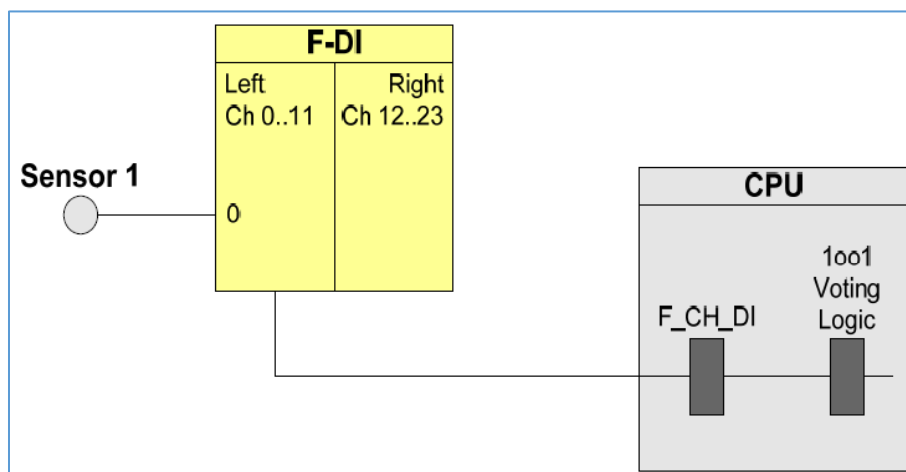 F-DI
Left
Right
Ch 0..11
Ch 12..23
Sensor 1
0
CPU
1oo1
Voting
Logic
F_CH_DI